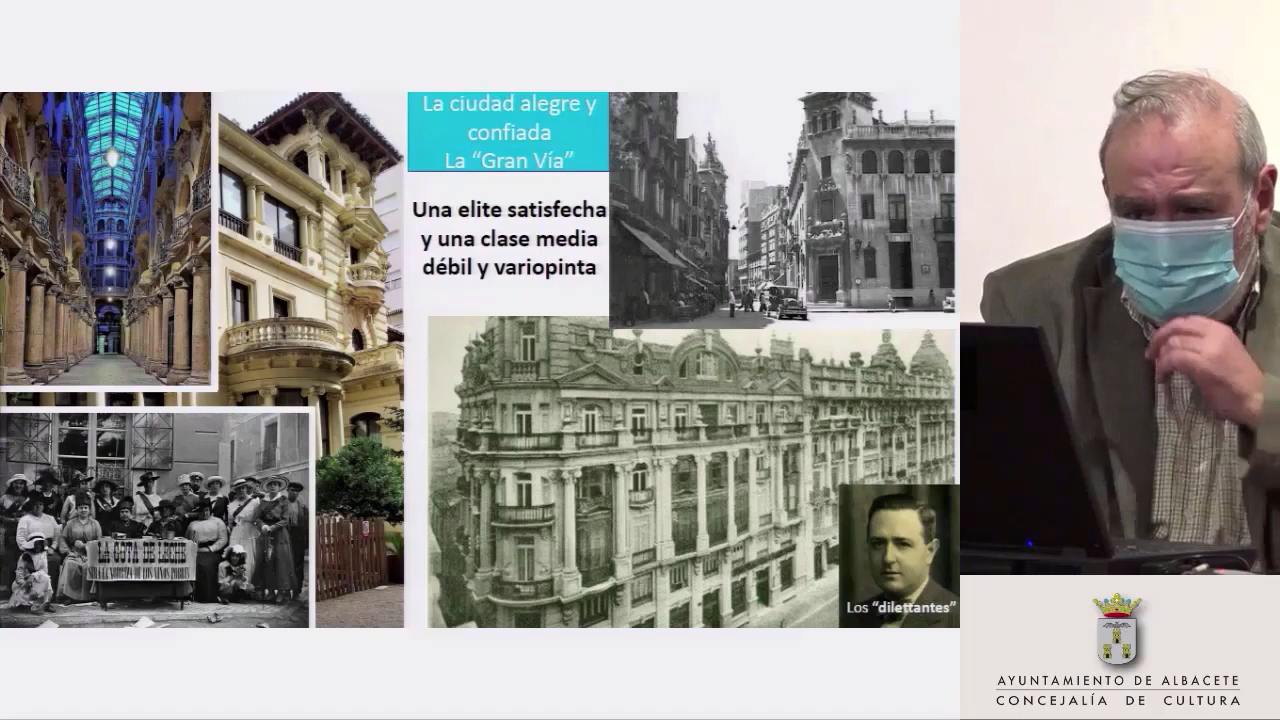 La ciudad alegre y
confiada
La “Gran Vía”
Una elite satisfecha
y una clase media
débil y variopinta
LA GOTA DE LECHE
Los “dilettantes”
AYUNTAMIENTO DE ALBACETE
CONCEJALÍA DE CULTURA